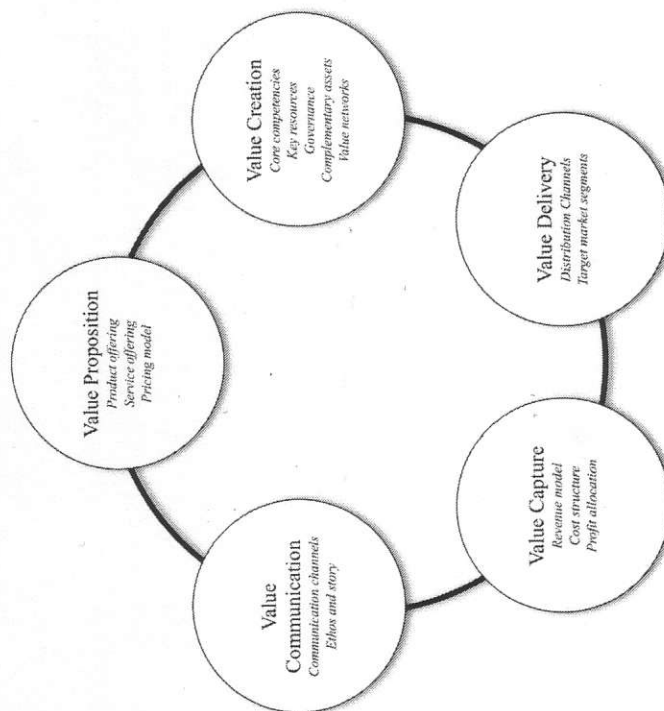 Value Proposition
Product offering
Service offering
Pricing model
Value Creation
Core competencies
Key resources
Governance
Complementary assets
Value networks
Value Delivery
Distribution Channels
Target market segments
Value Capture
Revenue model
Cost structure
Profit allocation
Value
Communication
Communication channels
Ethos and story